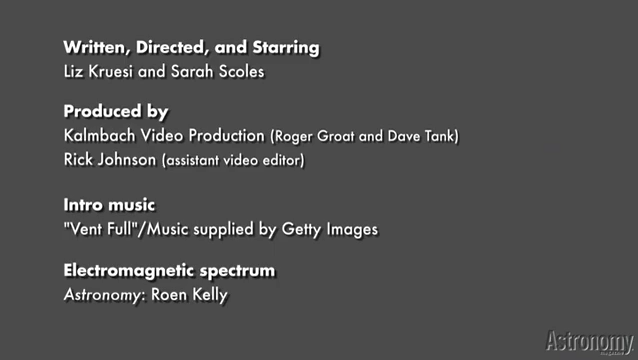 Written, Directed, and Starring
Liz Kruesi and Sarah Scoles
Produced by
Kalmbach Video Production (Roger Groat and Dave Tank)
Rick Johnson (assistant video editor)
Intro music
"Vent Full"/Music supplied by Getty Images
Electromagnetic spectrum
Astronomy: Roen Kelly
Astronomy
magazine